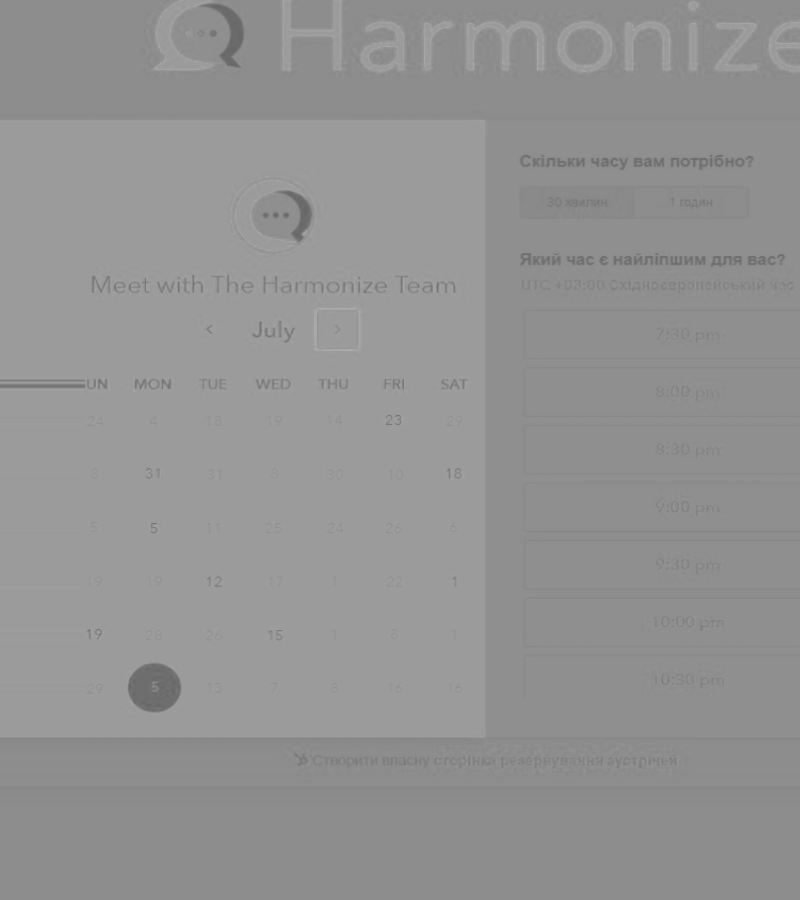 Harmonize
Meet with The Harmonize Team
July
UN MON TUE WED THU FRI SAT
24 4 18 19 14 23 29
8 31 31 8 30 10 18
5 5 11 25 24 26 6
19 19 12 17 1 22 1
19 28 26 15 1 8 1
29 5 13 7 8 16 16
Скільки часу вам потрібно?
30 хвилин 1 годин
Який час є найліпшим для вас?
UTC +03:00 Східноєвропейський
7:30 pm
8:00 pm
8:30 pm
9:00 pm
9:30 pm
10:00 pm
10:30 pm
Створити власну сторінка резервування зустрічей